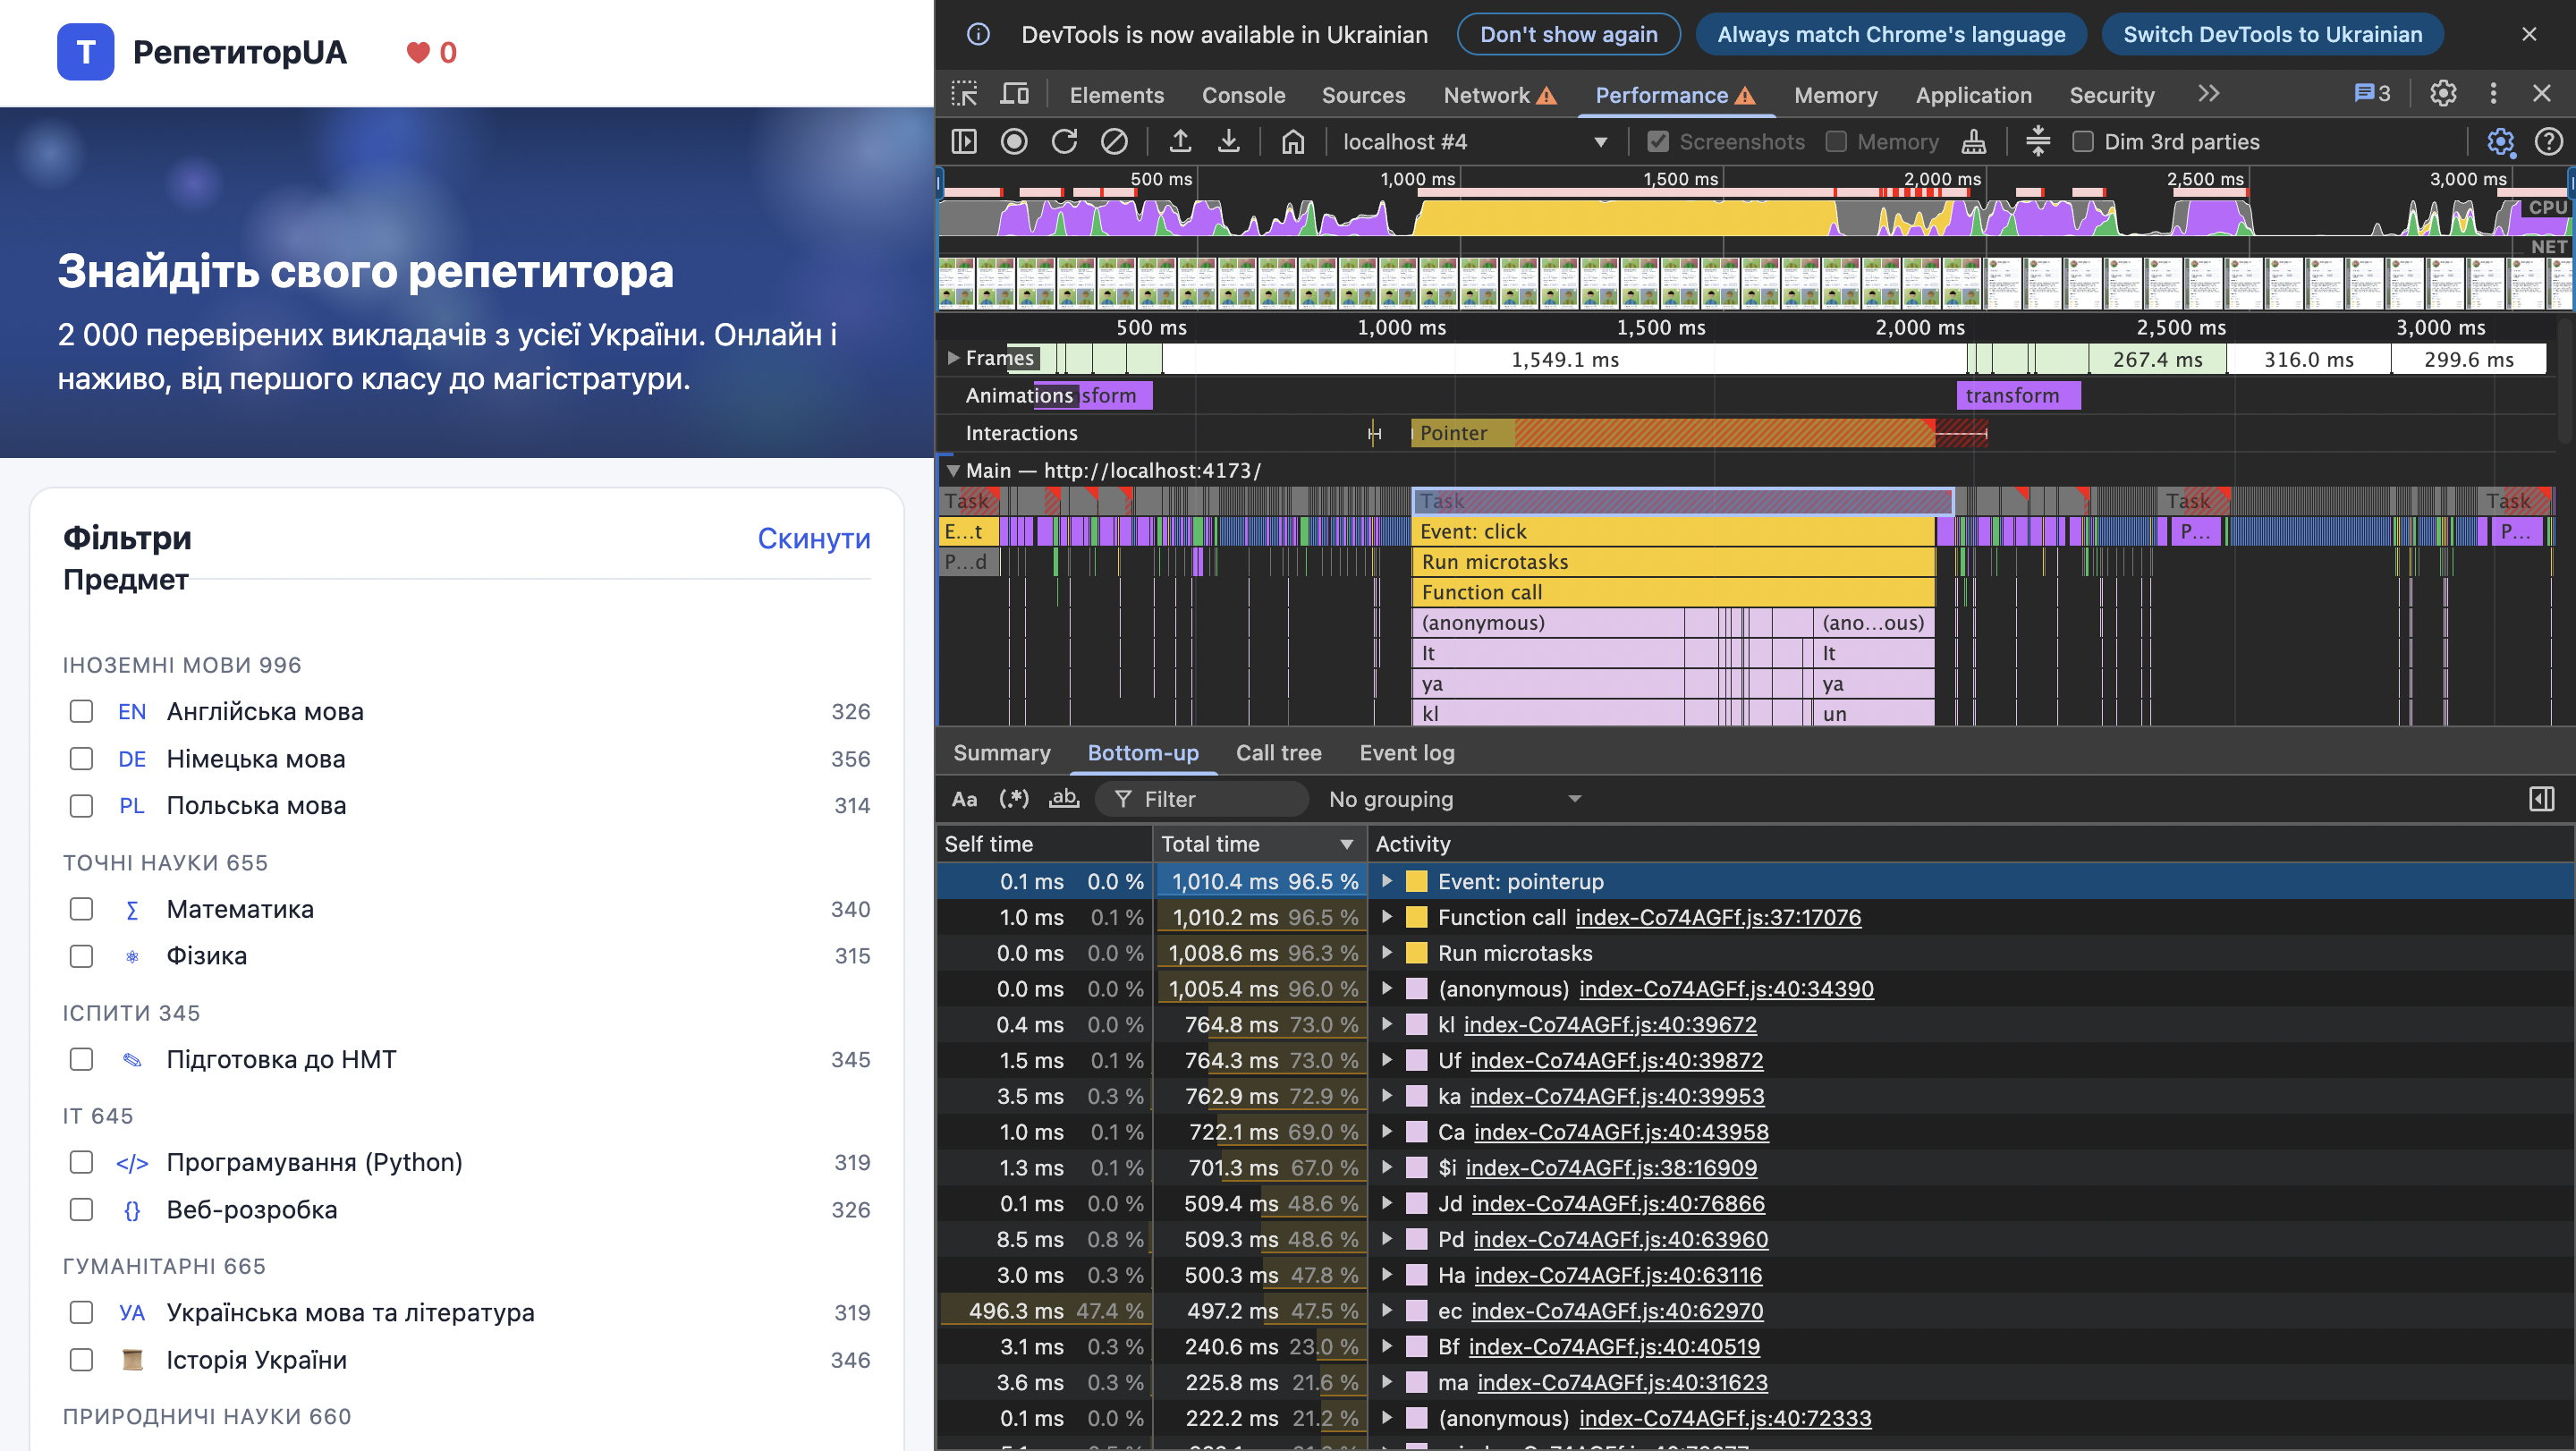 T РепетиторUA ♥ 0
Знайдіть свого репетитора
2 000 перевірених викладачів з усієї України. Онлайн і
наживо, від першого класу до магістратури.
Фільтри Скинути
Предмет
ІНОЗЕМНІ МОВИ 996
EN Англійська мова 326
DE Німецька мова 356
PL Польська мова 314
ТОЧНІ НАУКИ 655
∑ Математика 340
⚛ Фізика 315
ІСПИТИ 345
✎ Підготовка до НМТ 345
IT 645
</> Програмування (Python) 319
{} Веб-розробка 326
ГУМАНІТАРНІ 665
УА Українська мова та література 319
Історія України 346
ПРИРОДНИЧІ НАУКИ 660
DevTools is now available in Ukrainian Don't show again Always match Chrome's language Switch DevTools to Ukrainian
Elements Console Sources Network Performance Memory Application Security 3
localhost #4 Screenshots Memory Dim 3rd parties
500 ms 1,000 ms 1,500 ms 2,000 ms 2,500 ms 3,000 ms
CPU
NET
500 ms 1,000 ms 1,500 ms 2,000 ms 2,500 ms 3,000 ms
Frames 1,549.1 ms 267.4 ms 316.0 ms 299.6 ms
Animations sform transform
Interactions Pointer
Main — http://localhost:4173/
Task Task Task Task
E...t Event: click P... P...
P...d Run microtasks
Function call
(anonymous) (ano...ous)
lt lt
ya ya
kl un
Summary Bottom-up Call tree Event log
Aa (.*) ab Filter No grouping
Self time Total time Activity
0.1 ms 0.0 % 1,010.4 ms 96.5 % Event: pointerup
1.0 ms 0.1 % 1,010.2 ms 96.5 % Function call index-Co74AGFf.js:37:17076
0.0 ms 0.0 % 1,008.6 ms 96.3 % Run microtasks
0.0 ms 0.0 % 1,005.4 ms 96.0 % (anonymous) index-Co74AGFf.js:40:34390
0.4 ms 0.0 % 764.8 ms 73.0 % kl index-Co74AGFf.js:40:39672
1.5 ms 0.1 % 764.3 ms 73.0 % Uf index-Co74AGFf.js:40:39872
3.5 ms 0.3 % 762.9 ms 72.9 % ka index-Co74AGFf.js:40:39953
1.0 ms 0.1 % 722.1 ms 69.0 % Ca index-Co74AGFf.js:40:43958
1.3 ms 0.1 % 701.3 ms 67.0 % $i index-Co74AGFf.js:38:16909
0.1 ms 0.0 % 509.4 ms 48.6 % Jd index-Co74AGFf.js:40:76866
8.5 ms 0.8 % 509.3 ms 48.6 % Pd index-Co74AGFf.js:40:63960
3.0 ms 0.3 % 500.3 ms 47.8 % Ha index-Co74AGFf.js:40:63116
496.3 ms 47.4 % 497.2 ms 47.5 % ec index-Co74AGFf.js:40:62970
3.1 ms 0.3 % 240.6 ms 23.0 % Bf index-Co74AGFf.js:40:40519
3.6 ms 0.3 % 225.8 ms 21.6 % ma index-Co74AGFf.js:40:31623
0.1 ms 0.0 % 222.2 ms 21.2 % (anonymous) index-Co74AGFf.js:40:72333